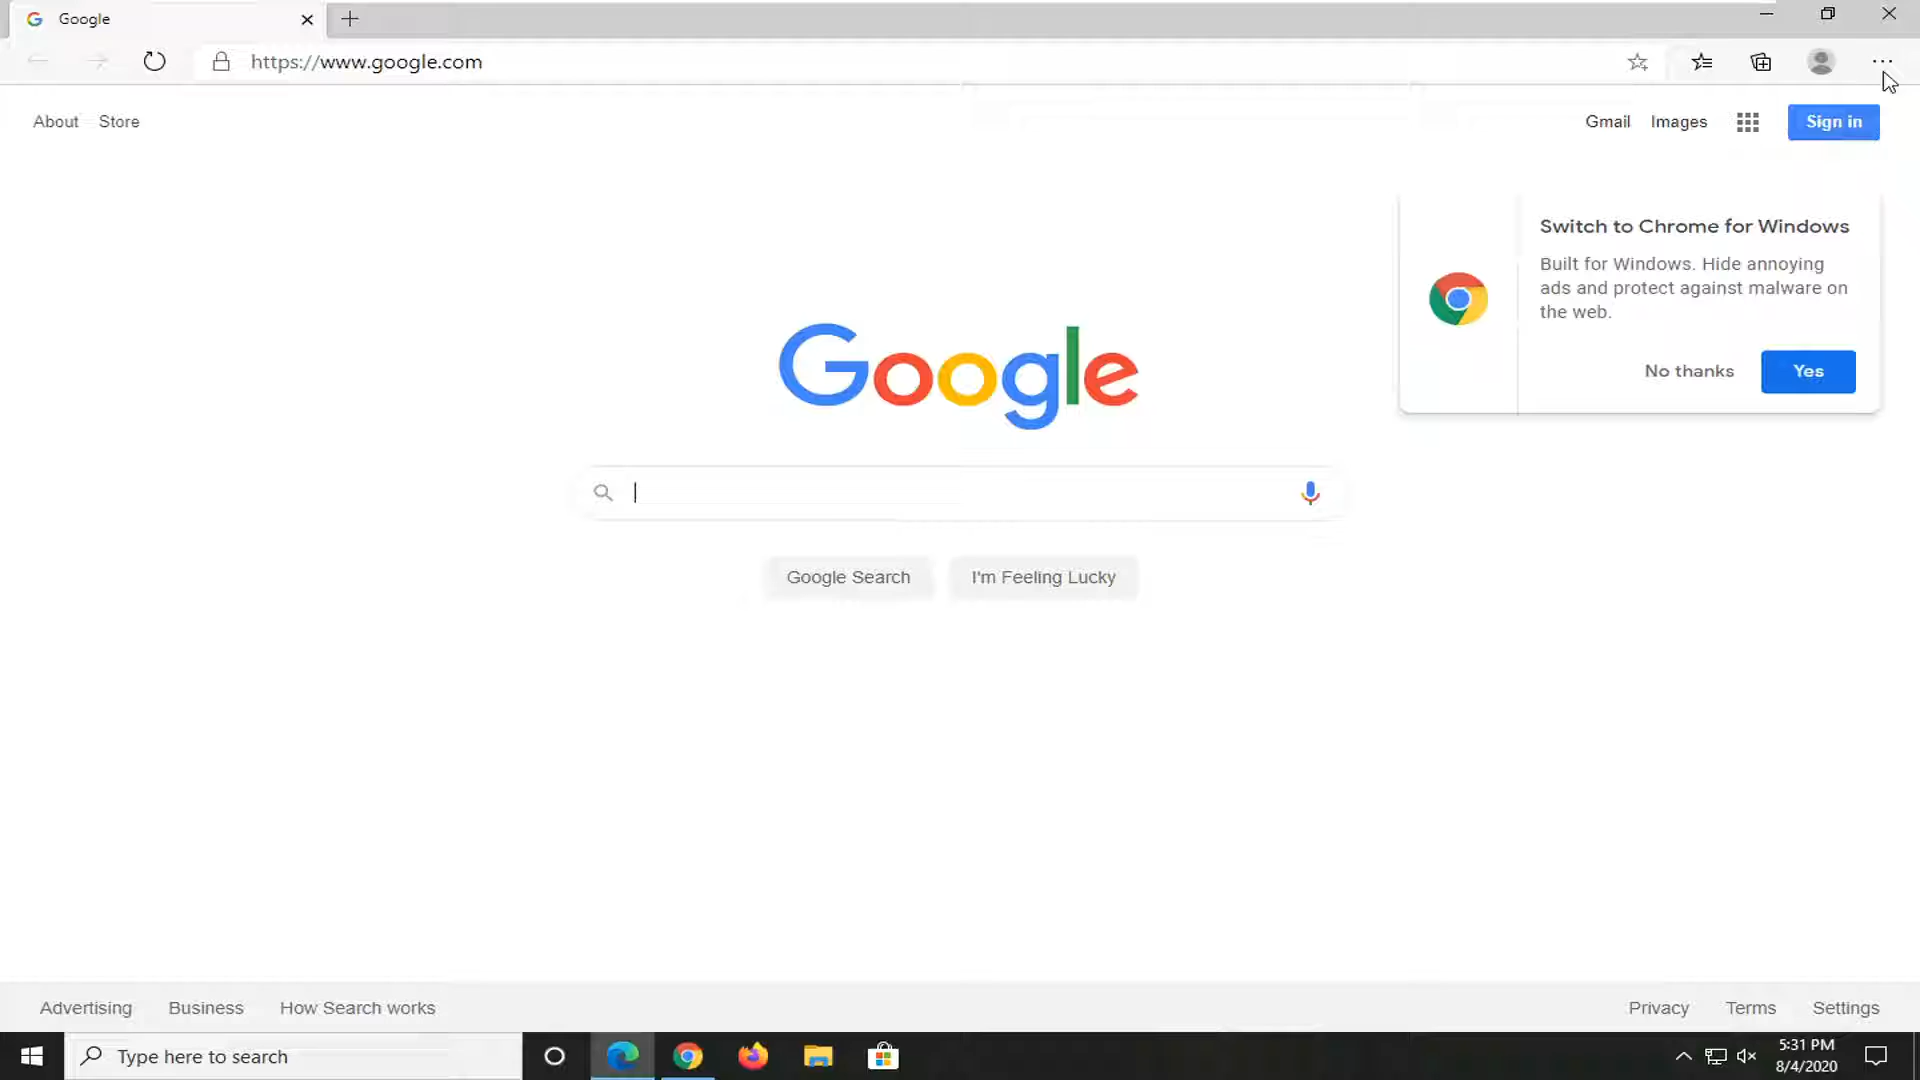 Google
https://www.google.com
About Store
Gmail Images Sign in
Switch to Chrome for Windows
Built for Windows. Hide annoying
ads and protect against malware on
the web.
No thanks Yes
Google
Google Search I'm Feeling Lucky
Advertising Business How Search works
Privacy Terms Settings
Type here to search
5:31 PM
8/4/2020